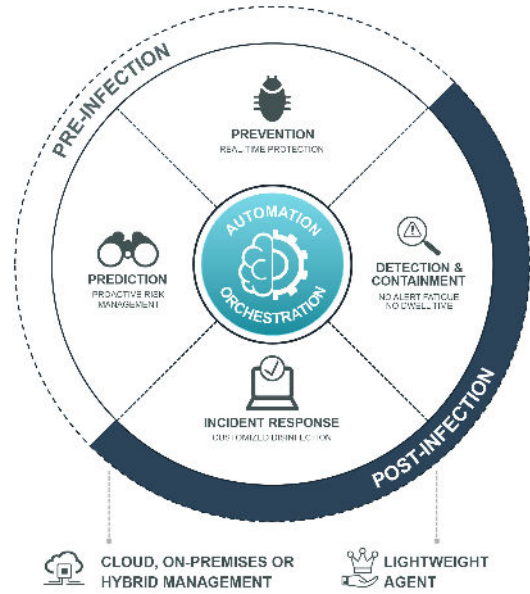 PRE-INFECTION
PREVENTION
REAL TIME PROTECTION
AUTOMATION
ORCHESTRATION
PREDICTION
PROACTIVE RISK
MANAGEMENT
DETECTION &
CONTAINMENT
NO ALERT FATIGUE
NO DWELL TIME
INCIDENT RESPONSE
CUSTOMIZED DISINFECTION
POST-INFECTION
CLOUD, ON-PREMISES OR
HYBRID MANAGEMENT
LIGHTWEIGHT
AGENT